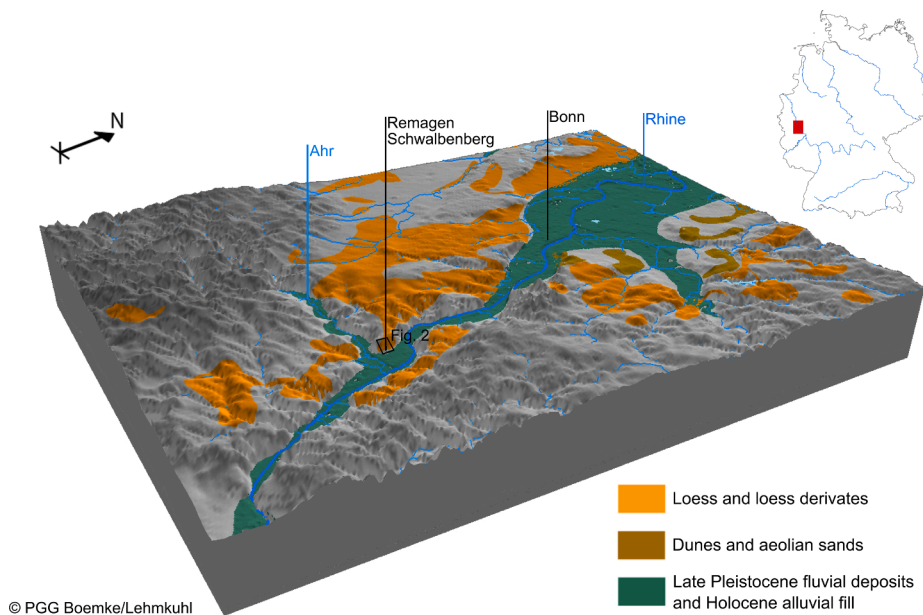 N
Remagen
Schwalbenberg
Bonn
Rhine
Ahr
Fig. 2
Loess and loess derivates
Dunes and aeolian sands
Late Pleistocene fluvial deposits
and Holocene alluvial fill
© PGG Boemke/Lehmkuhl